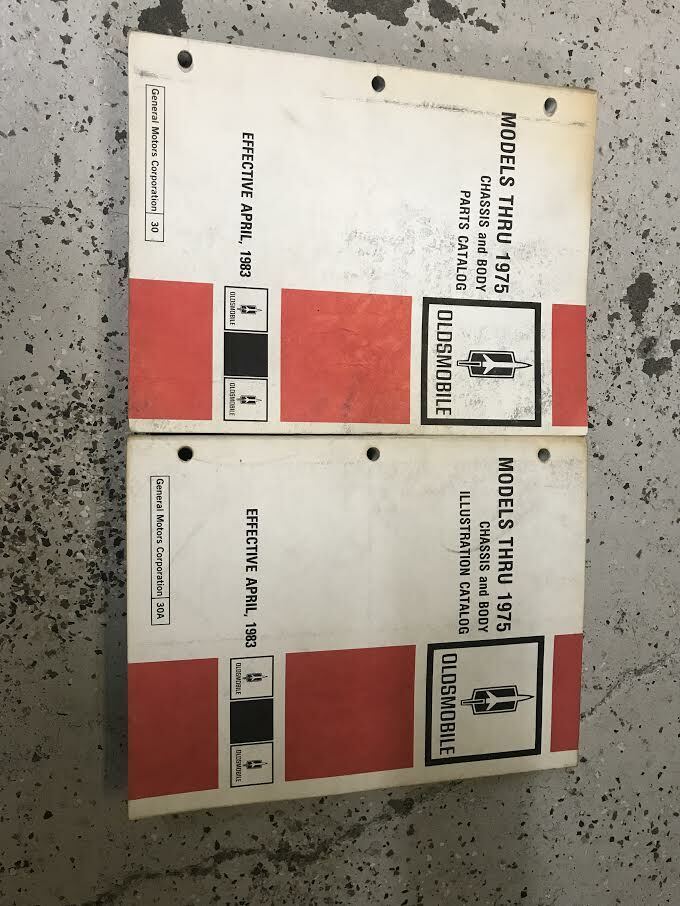 MODELS THRU 1975
CHASSIS and BODY
PARTS CATALOG
OLDSMOBILE
EFFECTIVE APRIL, 1983
OLDSMOBILE
OLDSMOBILE
General Motors Corporation 30
MODELS THRU 1975
CHASSIS and BODY
ILLUSTRATION CATALOG
OLDSMOBILE
EFFECTIVE APRIL, 1983
OLDSMOBILE
OLDSMOBILE
General Motors Corporation 30A